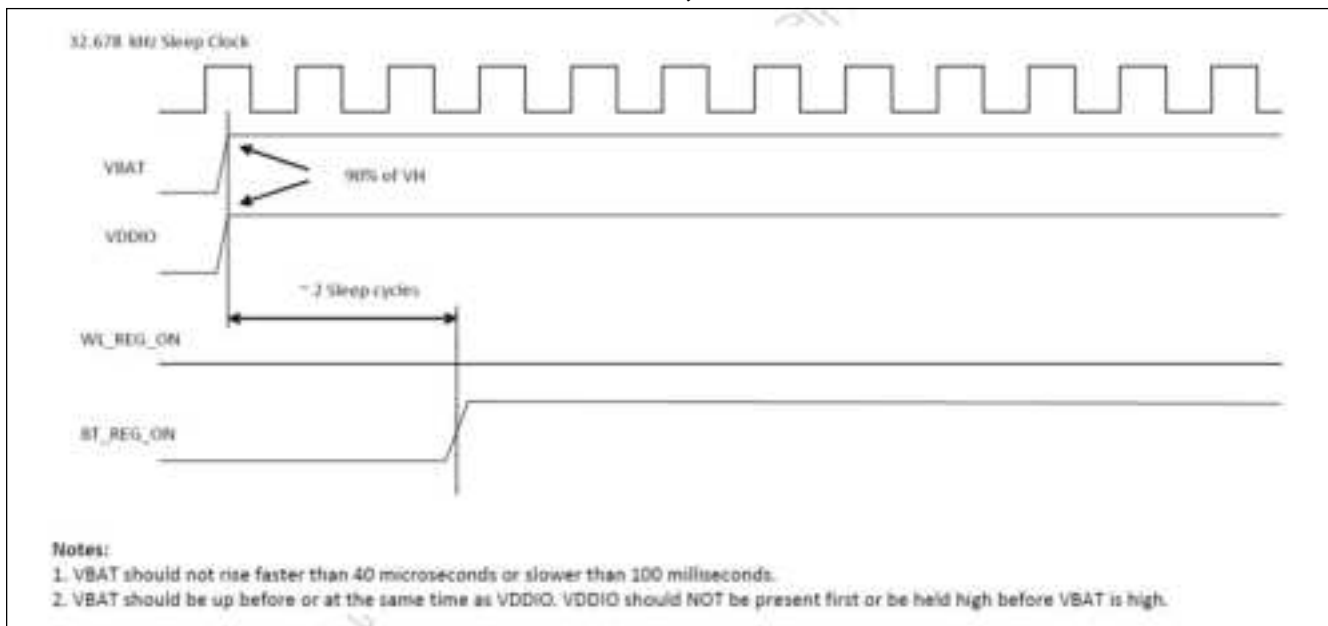 32.678 kHz Sleep Clock
VBAT
90% of VH
VDDIO
~ 2 Sleep cycles
WL_REG_ON
BT_REG_ON
Notes:
1. VBAT should not rise faster than 40 microseconds or slower than 100 milliseconds.
2. VBAT should be up before or at the same time as VDDIO. VDDIO should NOT be present first or be held high before VBAT is high.